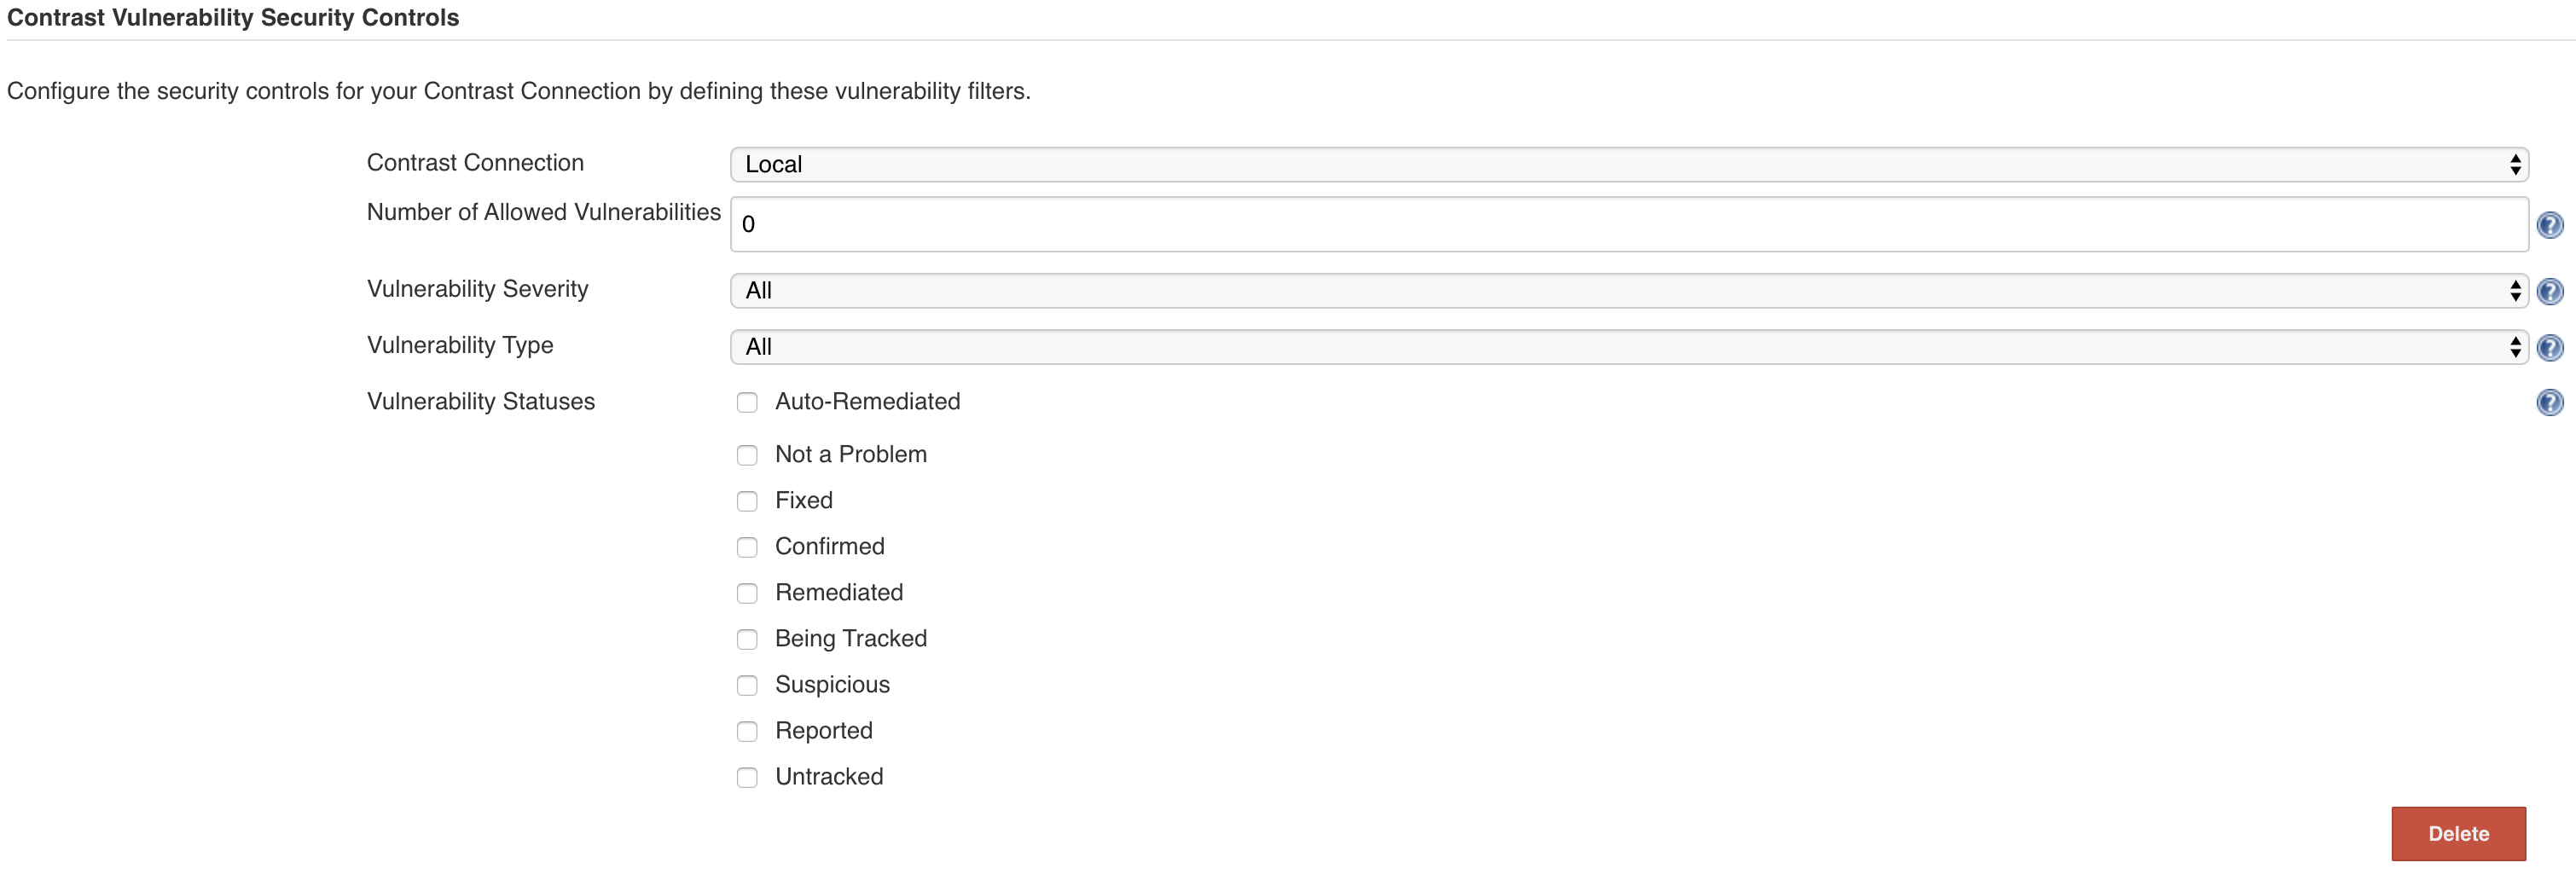 Contrast Vulnerability Security Controls
Configure the security controls for your Contrast Connection by defining these vulnerability filters.
Contrast Connection Local
Number of Allowed Vulnerabilities 0 ?
Vulnerability Severity All ?
Vulnerability Type All ?
Vulnerability Statuses Auto-Remediated ?
Not a Problem
Fixed
Confirmed
Remediated
Being Tracked
Suspicious
Reported
Untracked
Delete